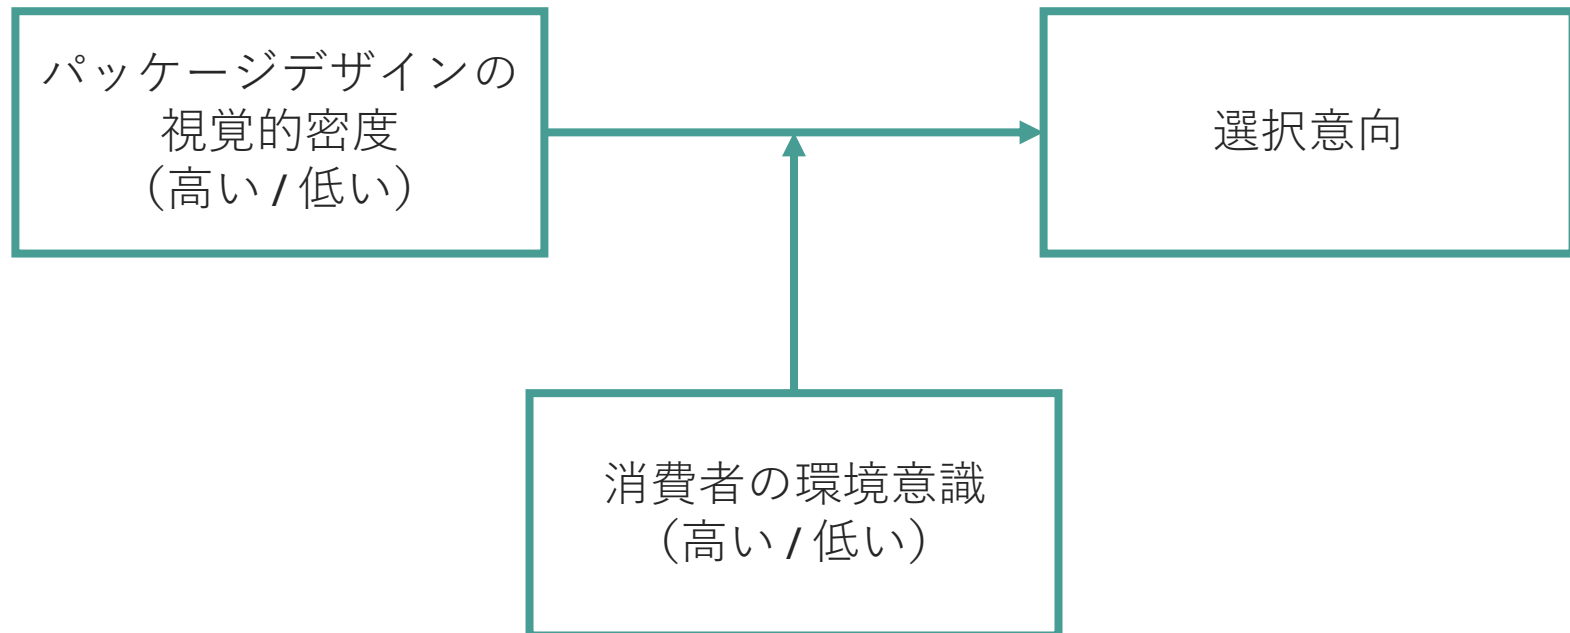 パッケージデザインの
視覚的密度
（高い / 低い）
選択意向
消費者の環境意識
（高い / 低い）